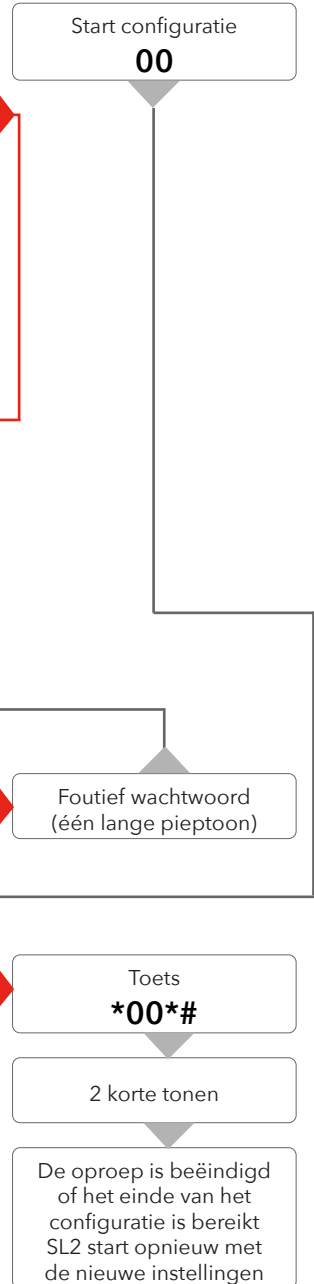 Start configuratie
00
Foutief wachtwoord
(één lange pieptoon)
Toets
*00*#
2 korte tonen
De oproep is beëindigd
of het einde van het
configuratie is bereikt
SL2 start opnieuw met
de nieuwe instellingen